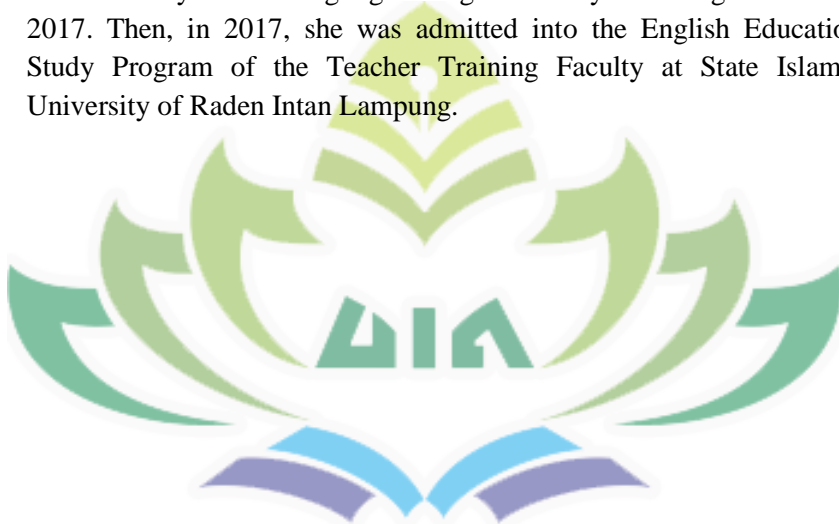 2017. Then, in 2017, she was admitted into the English Educatio
Study Program of the Teacher Training Faculty at State Islam
University of Raden Intan Lampung.
UIN